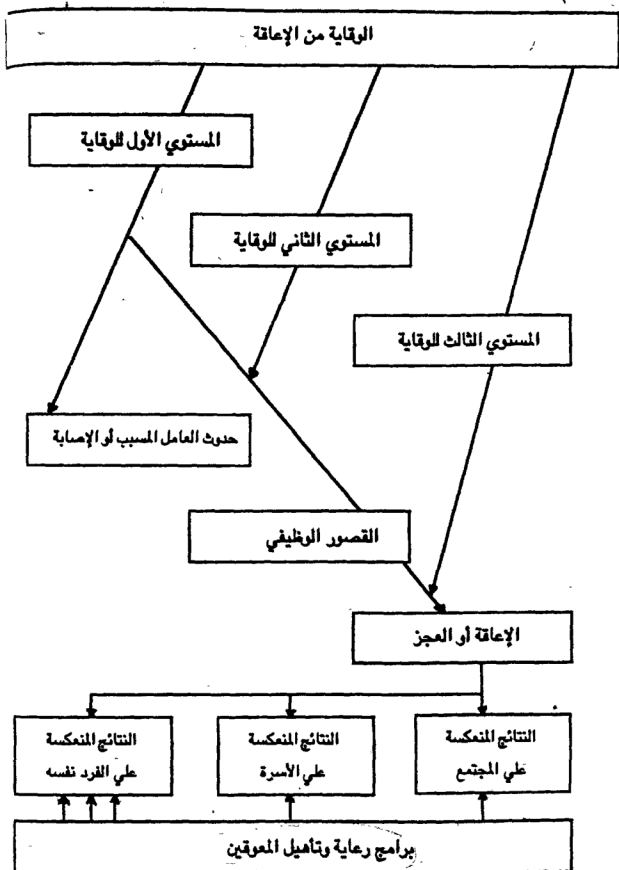 الوقاية من الإعاقة
المستوي الأول للوقاية
المستوي الثاني للوقاية
المستوي الثالث للوقاية
حدوث العامل المسبب أو الإصابة
القصور الوظيفي
الإعاقة أو العجز
النتائج المنعكسة
علي المجتمع
النتائج المنعكسة
علي الأسرة
النتائج المنعكسة
علي الفرد نفسه
برامج رعاية وتأهيل المعوقين